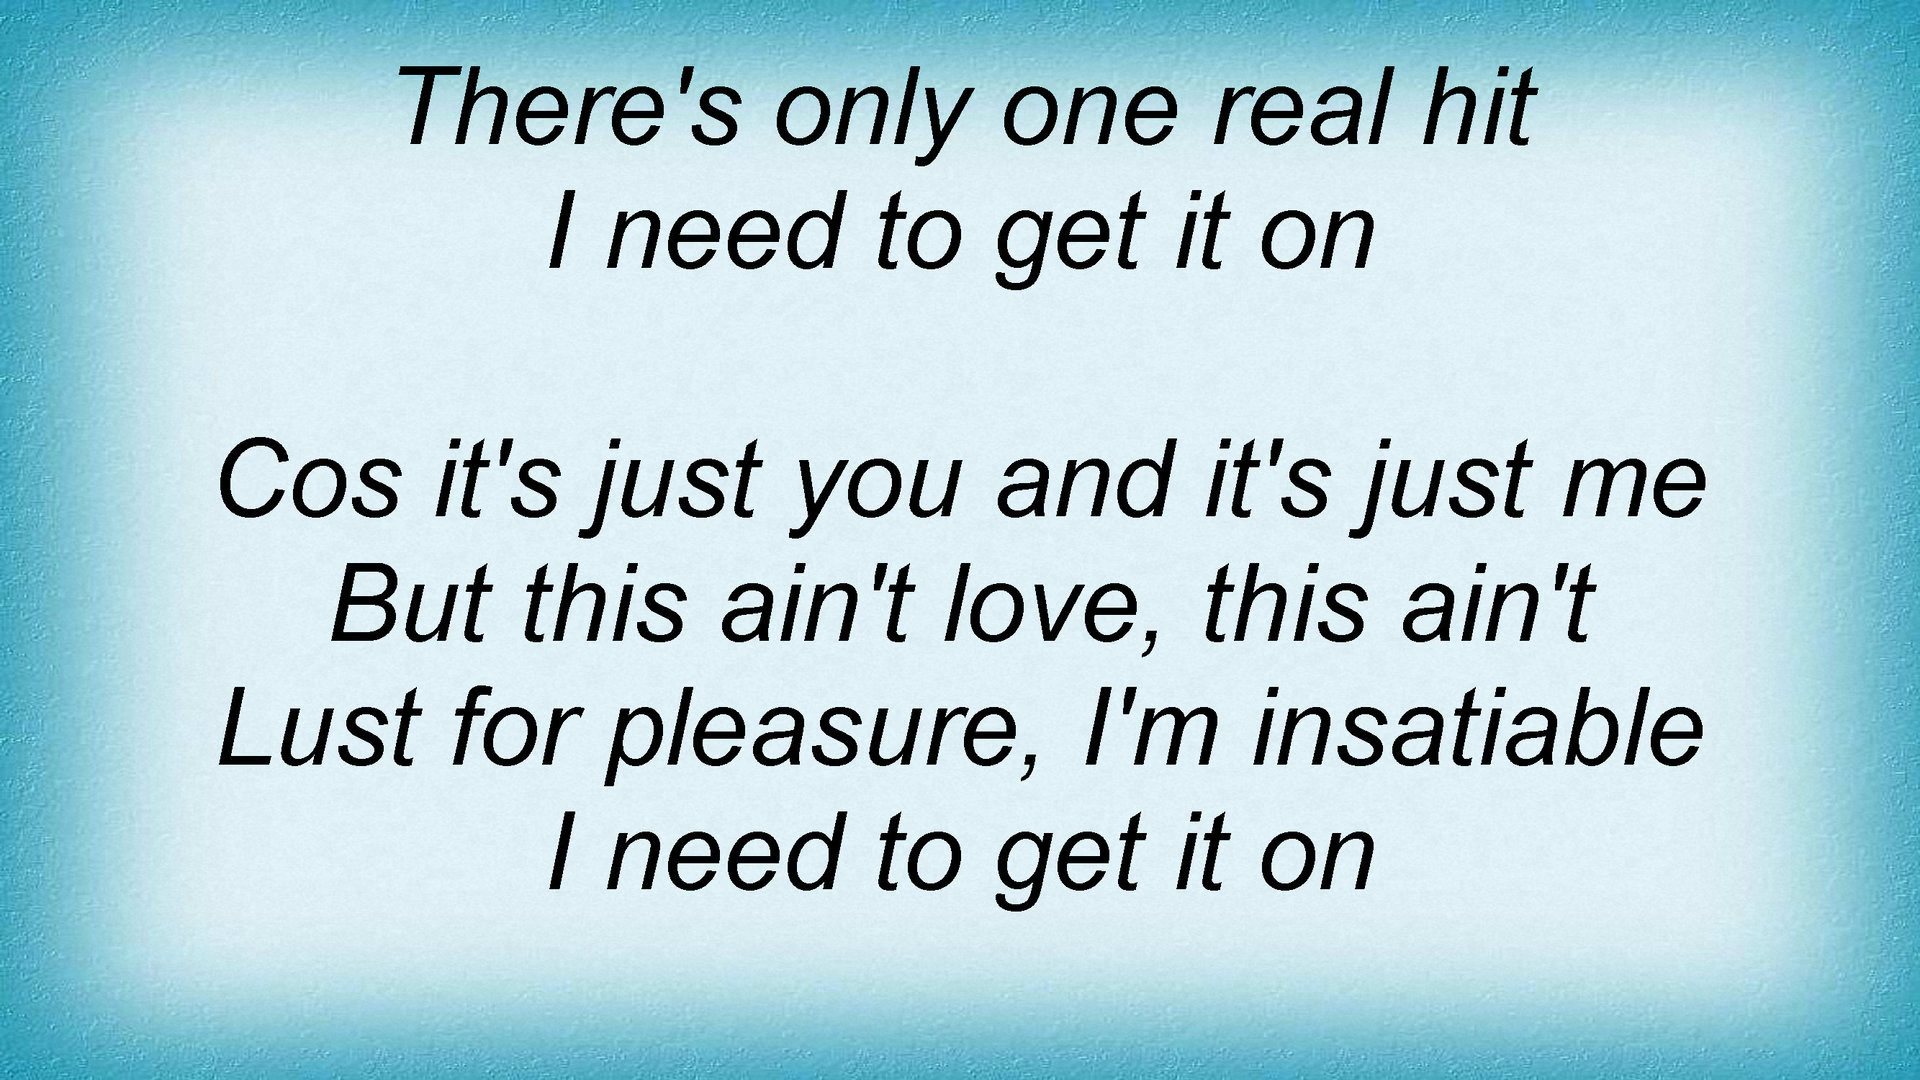 There's only one real hit
I need to get it on
Cos it's just you and it's just me
But this ain't love, this ain't
Lust for pleasure, I'm insatiable
I need to get it on